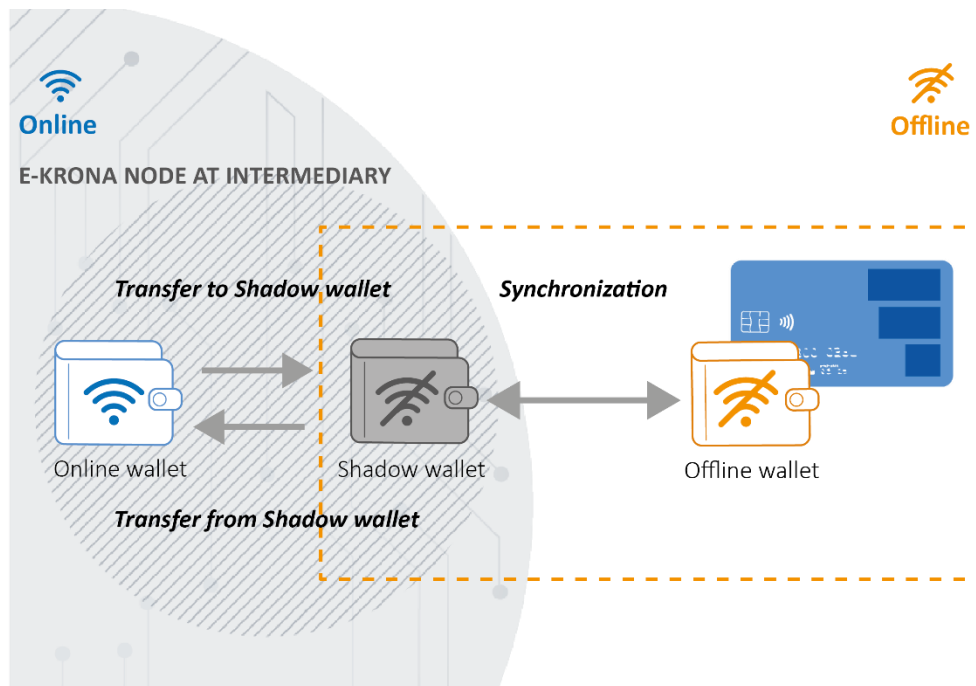 Online
Offline
E-KRONA NODE AT INTERMEDIARY
Transfer to Shadow wallet
Synchronization
Online wallet
Shadow wallet
Offline wallet
Transfer from Shadow wallet